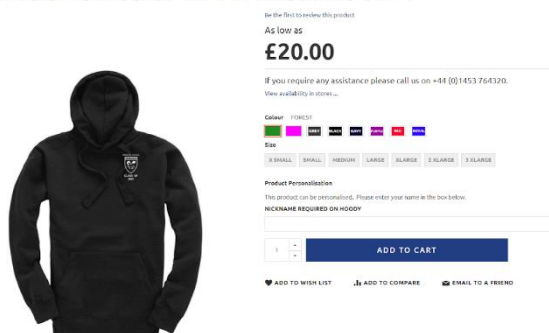 Be the first to review this product
As low as
£20.00
If you require any assistance please call us on +44 (0)1453 764320.
View availability in stores ...
Colour FOREST
GREY BLACK NAVY PURPLE RED ROYAL
Size
X SMALL SMALL MEDIUM LARGE XLARGE 2 XLARGE 3 XLARGE
Product Personalisation
This product can be personalised. Please enter your name in the box below.
NICKNAME REQUIRED ON HOODY
1
ADD TO CART
ADD TO WISH LIST ADD TO COMPARE EMAIL TO A FRIEND
CLASS OF